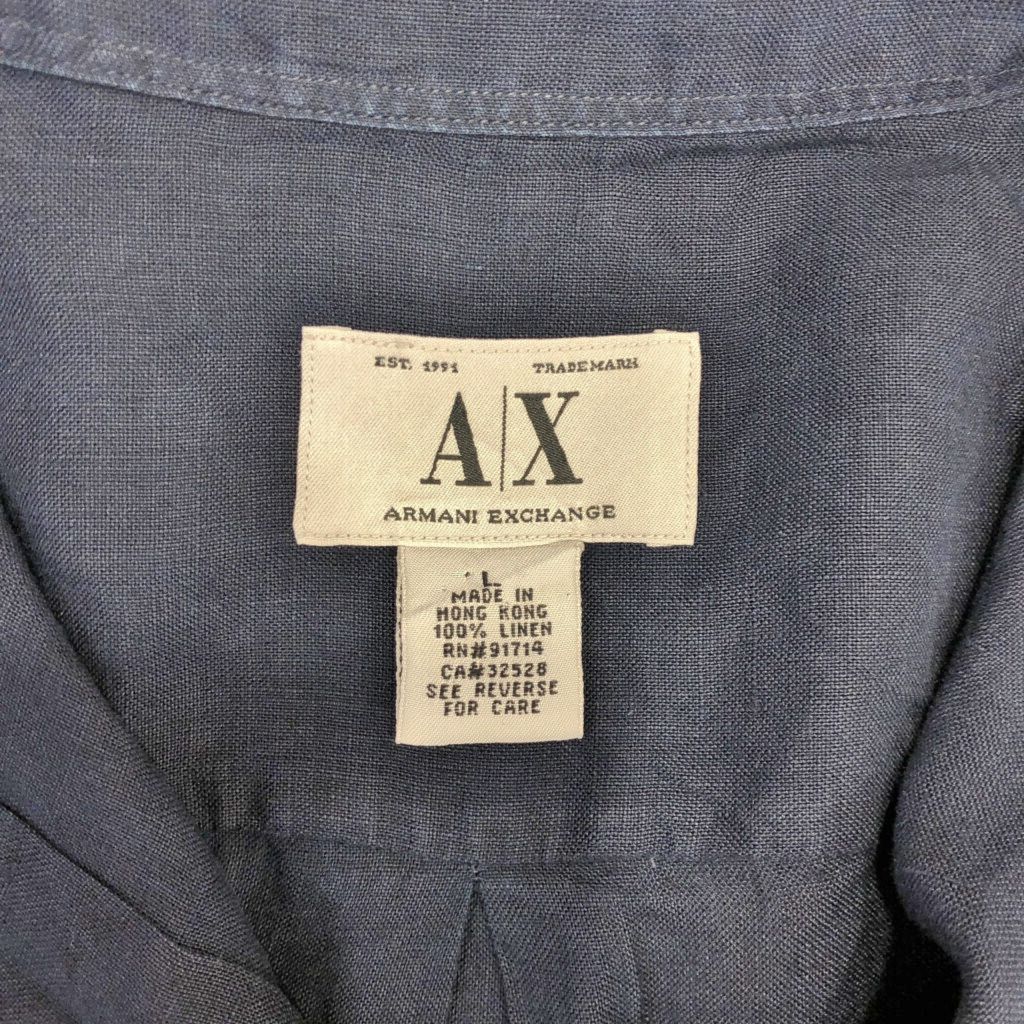 EST. 1991 TRADEMARK
A|X
ARMANI EXCHANGE
L
MADE IN
HONG KONG
100% LINEN
RN#91714
CA#32528
SEE REVERSE
FOR CARE